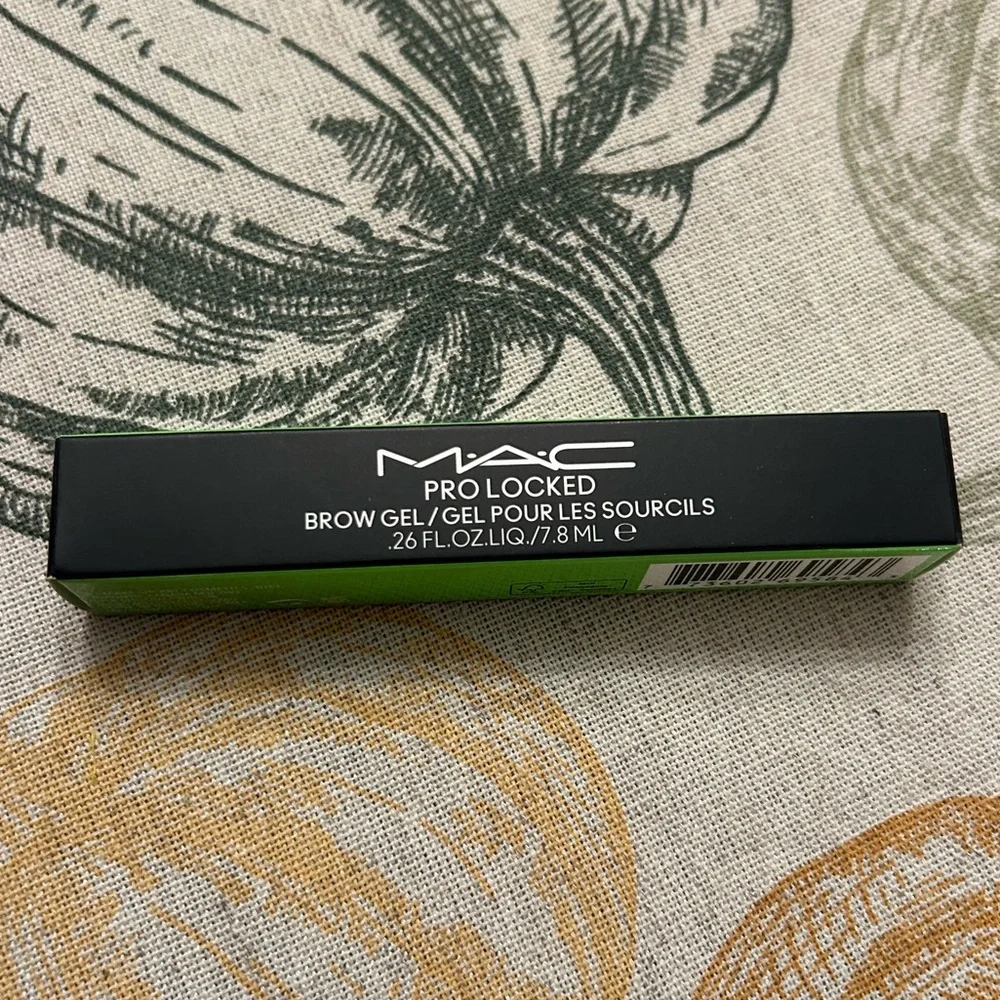 M·A·C
PRO LOCKED
BROW GEL / GEL POUR LES SOURCILS
.26 FL.OZ.LIQ./7.8 ML ℮